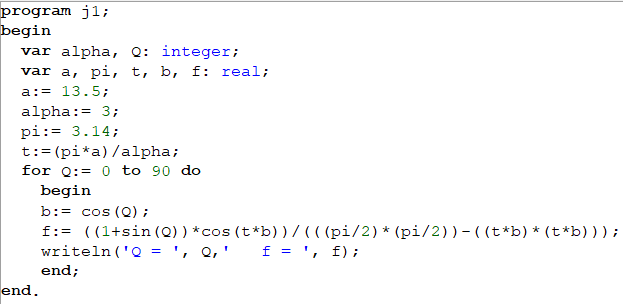 program j1;
begin
  var alpha, Q: integer;
  var a, pi, t, b, f: real;
  a:= 13.5;
  alpha:= 3;
  pi:= 3.14;
  t:=(pi*a)/alpha;
  for Q:= 0 to 90 do
    begin
    b:= cos(Q);
    f:= ((1+sin(Q))*cos(t*b))/(((pi/2)*(pi/2))-((t*b)*(t*b)));
    writeln('Q = ', Q,'   f = ', f);
    end;
end.